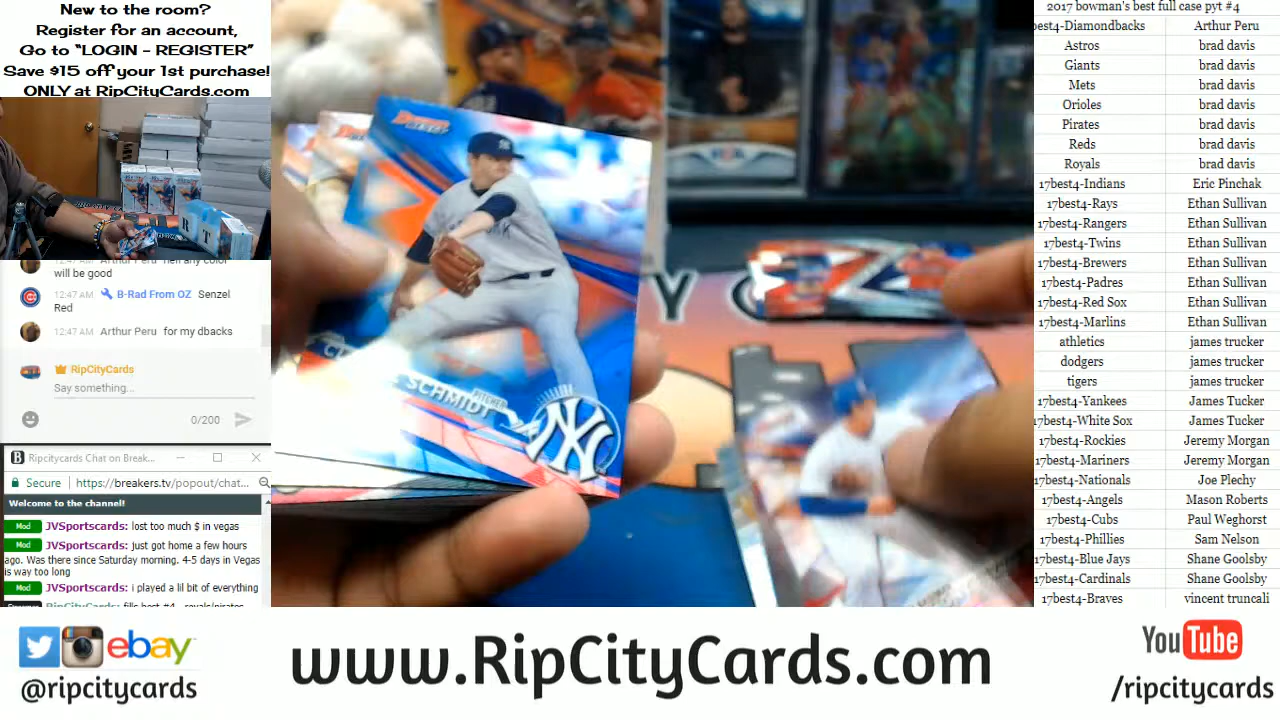 New to the room?
Register for an account,
Go to “LOGIN - REGISTER”
Save $15 off your 1st purchase!
ONLY at RipCityCards.com
will be good
12:47 AM B-Rad From OZ Senzel
Red
12:47 AM Arthur Peru for my dbacks
RipCityCards
Say something...
0/200
Ripcitycards Chat on Break...
Secure https://breakers.tv/popout/chat...
Welcome to the channel!
Mod JVSportscards: lost too much $ in vegas
Mod JVSportscards: just got home a few hours
ago. Was there since Saturday morning. 4-5 days in Vegas
is way too long
Mod JVSportscards: i played a lil bit of everything
SCHMIDT
PITCHER
NY
Y
2017 bowman's best full case pyt #4
best4-Diamondbacks Arthur Peru
Astros brad davis
Giants brad davis
Mets brad davis
Orioles brad davis
Pirates brad davis
Reds brad davis
Royals brad davis
17best4-Indians Eric Pinchak
17best4-Rays Ethan Sullivan
17best4-Rangers Ethan Sullivan
17best4-Twins Ethan Sullivan
17best4-Brewers Ethan Sullivan
17best4-Padres Ethan Sullivan
17best4-Red Sox Ethan Sullivan
17best4-Marlins Ethan Sullivan
athletics james trucker
dodgers james trucker
tigers james trucker
17best4-Yankees James Tucker
17best4-White Sox James Tucker
17best4-Rockies Jeremy Morgan
17best4-Mariners Jeremy Morgan
17best4-Nationals Joe Plechy
17best4-Angels Mason Roberts
17best4-Cubs Paul Weghorst
17best4-Phillies Sam Nelson
17best4-Blue Jays Shane Goolsby
17best4-Cardinals Shane Goolsby
17best4-Braves vincent truncali
ebay
@ripcitycards
www.RipCityCards.com
YouTube
/ripcitycards